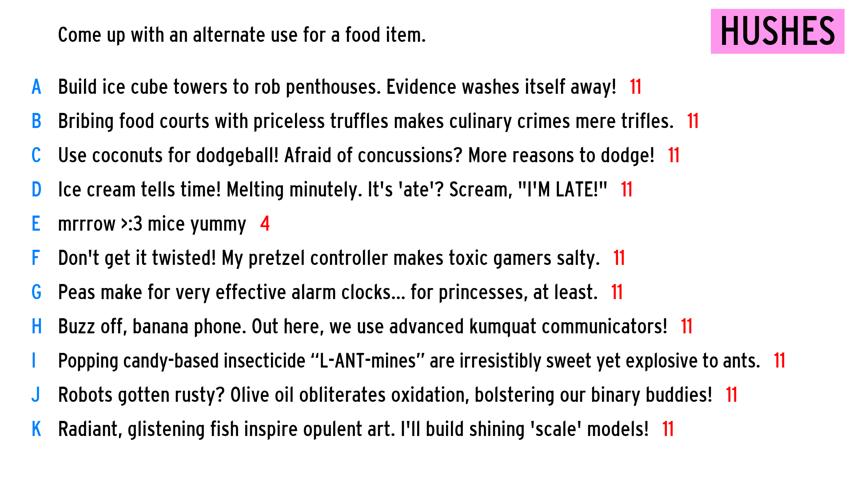 Come up with an alternate use for a food item.
HUSHES
A Build ice cube towers to rob penthouses. Evidence washes itself away! 11
B Bribing food courts with priceless truffles makes culinary crimes mere trifles. 11
C Use coconuts for dodgeball! Afraid of concussions? More reasons to dodge! 11
D Ice cream tells time! Melting minutely. It's 'ate'? Scream, "I'M LATE!" 11
E mrrrow >:3 mice yummy 4
F Don't get it twisted! My pretzel controller makes toxic gamers salty. 11
G Peas make for very effective alarm clocks... for princesses, at least. 11
H Buzz off, banana phone. Out here, we use advanced kumquat communicators! 11
I Popping candy-based insecticide “L-ANT-mines” are irresistibly sweet yet explosive to ants. 11
J Robots gotten rusty? Olive oil obliterates oxidation, bolstering our binary buddies! 11
K Radiant, glistening fish inspire opulent art. I'll build shining 'scale' models! 11